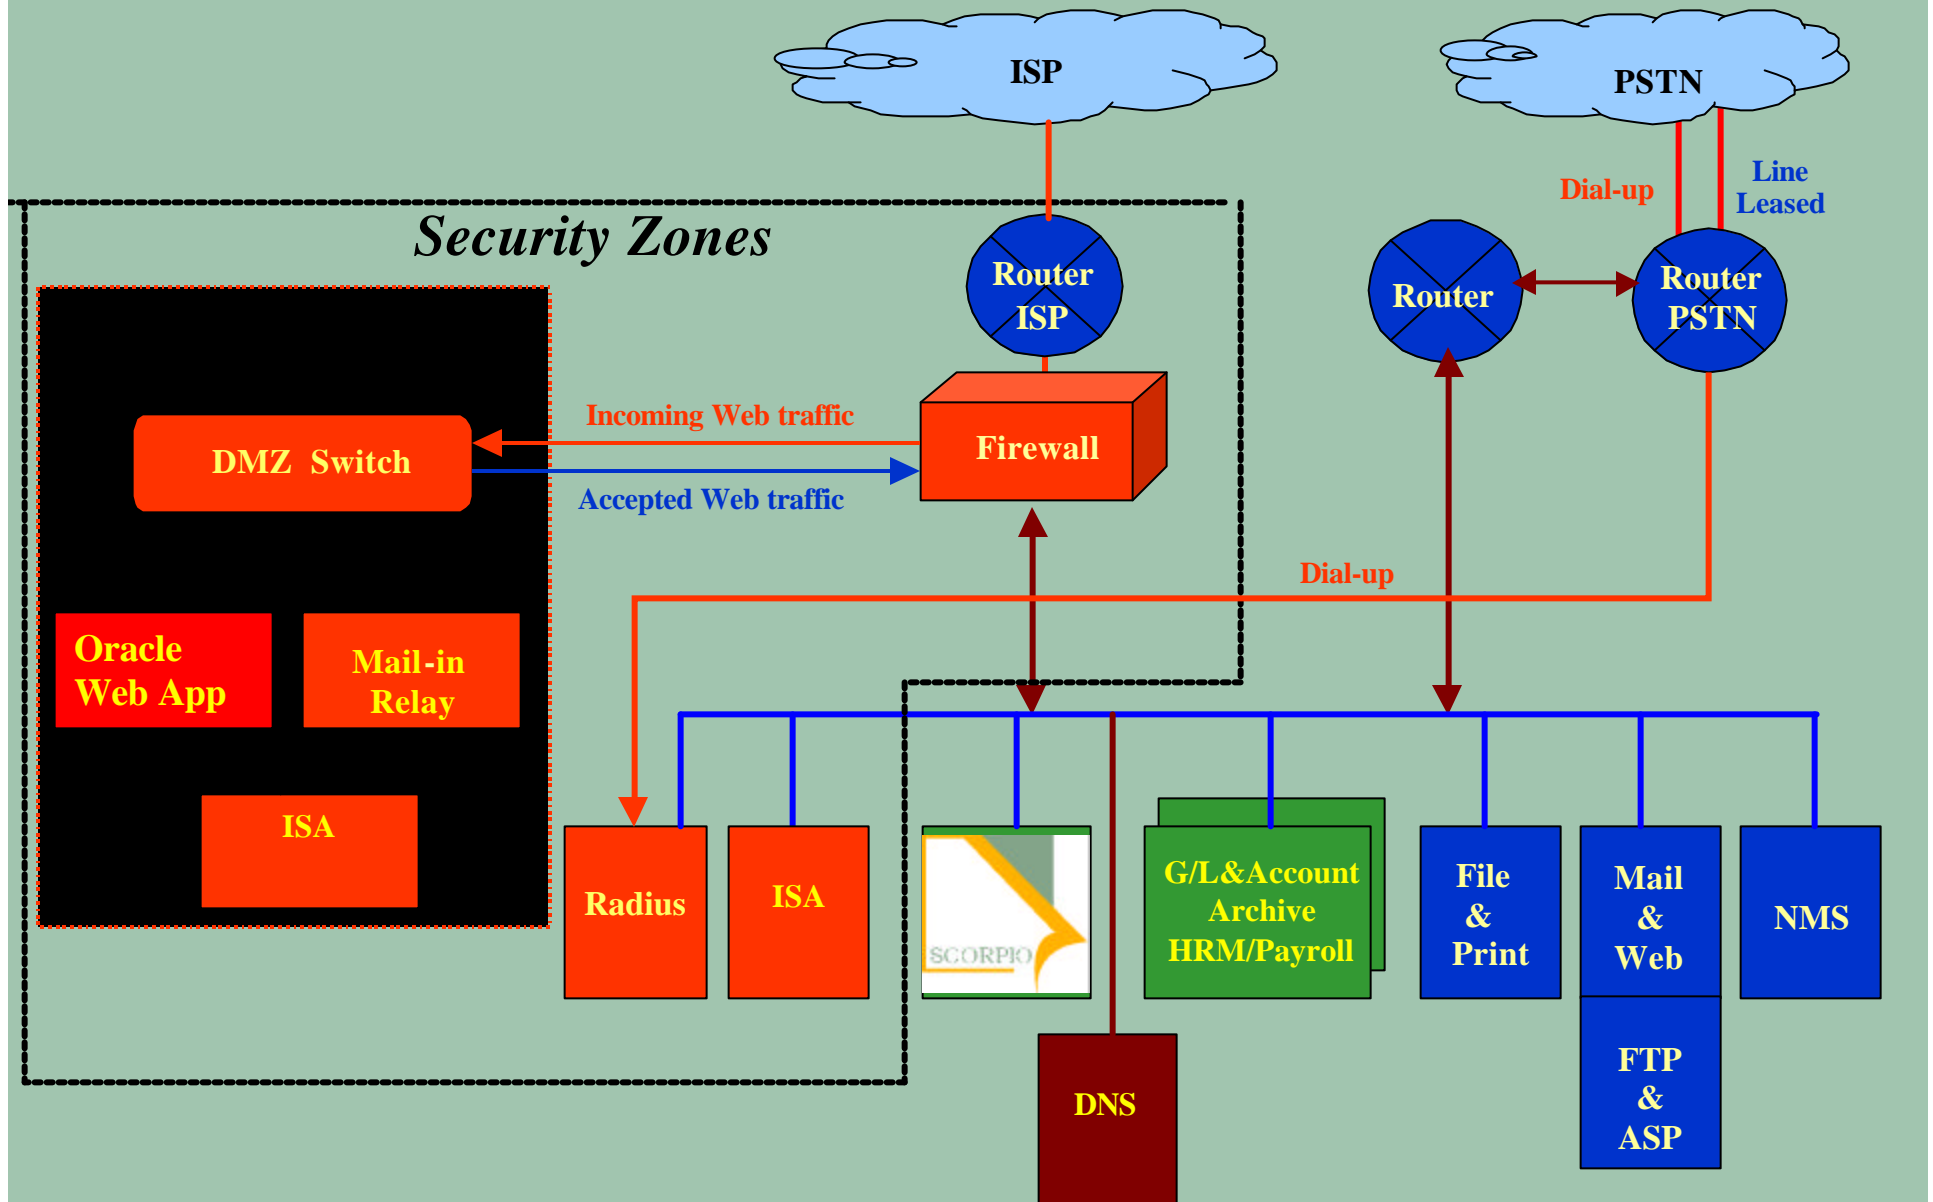 ISP
PSTN
Dial-up
Line
Leased
Security Zones
Router
ISP
Router
Router
PSTN
Incoming Web traffic
Firewall
DMZ Switch
Accepted Web traffic
Dial-up
Oracle
Web App
Mail-in
Relay
ISA
Radius
ISA
SCORPIO
G/L&Account
Archive
HRM/Payroll
File
&
Print
Mail
&
Web
NMS
DNS
FTP
&
ASP